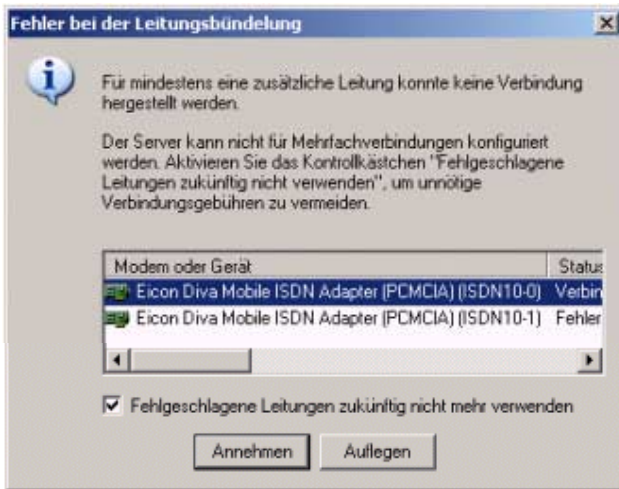 Fehler bei der Leitungsbündelung
Für mindestens eine zusätzliche Leitung konnte keine Verbindung
hergestellt werden.
Der Server kann nicht für Mehrfachverbindungen konfiguriert
werden. Aktivieren Sie das Kontrollkästchen "Fehlgeschlagene
Leitungen zukünftig nicht verwenden", um unnötige
Verbindungsgebühren zu vermeiden.
Modem oder Gerät Status
Eicon Diva Mobile ISDN Adapter (PCMCIA) (ISDN10-0) Verbin
Eicon Diva Mobile ISDN Adapter (PCMCIA) (ISDN10-1) Fehler
Fehlgeschlagene Leitungen zukünftig nicht mehr verwenden
Annehmen Auflegen